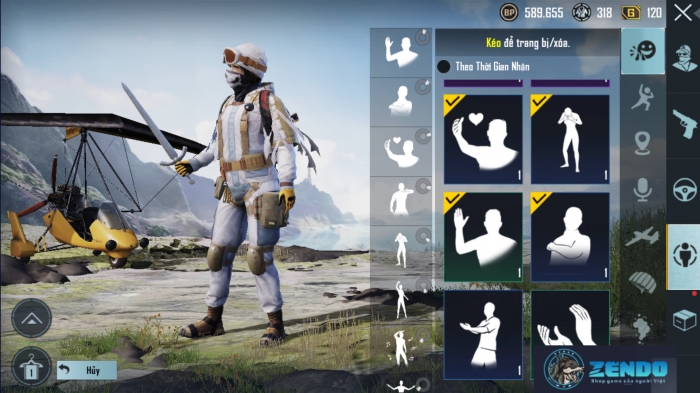 BP 589.655 318 G 120
Kéo để trang bị/xóa.
Theo Thời Gian Nhận
1
1
1
1
1
Hủy
ZENDO
Shop game của người Việt